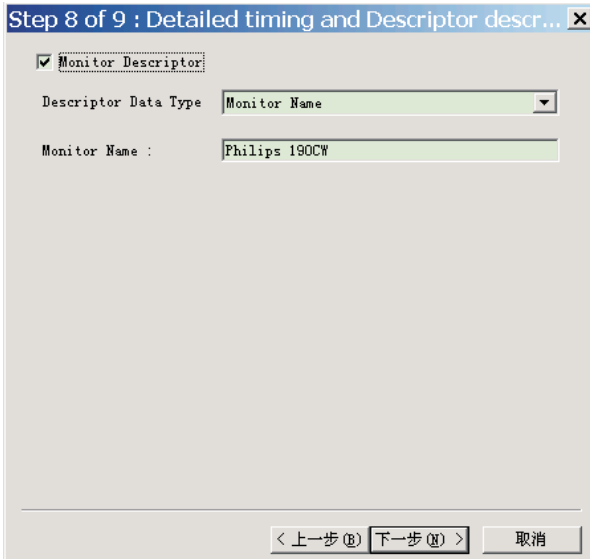 Step 8 of 9 : Detailed timing and Descriptor descr...
Monitor Descriptor
Descriptor Data Type Monitor Name
Monitor Name : Philips 190CW
< 上一步(B) 下一步(N) > 取消